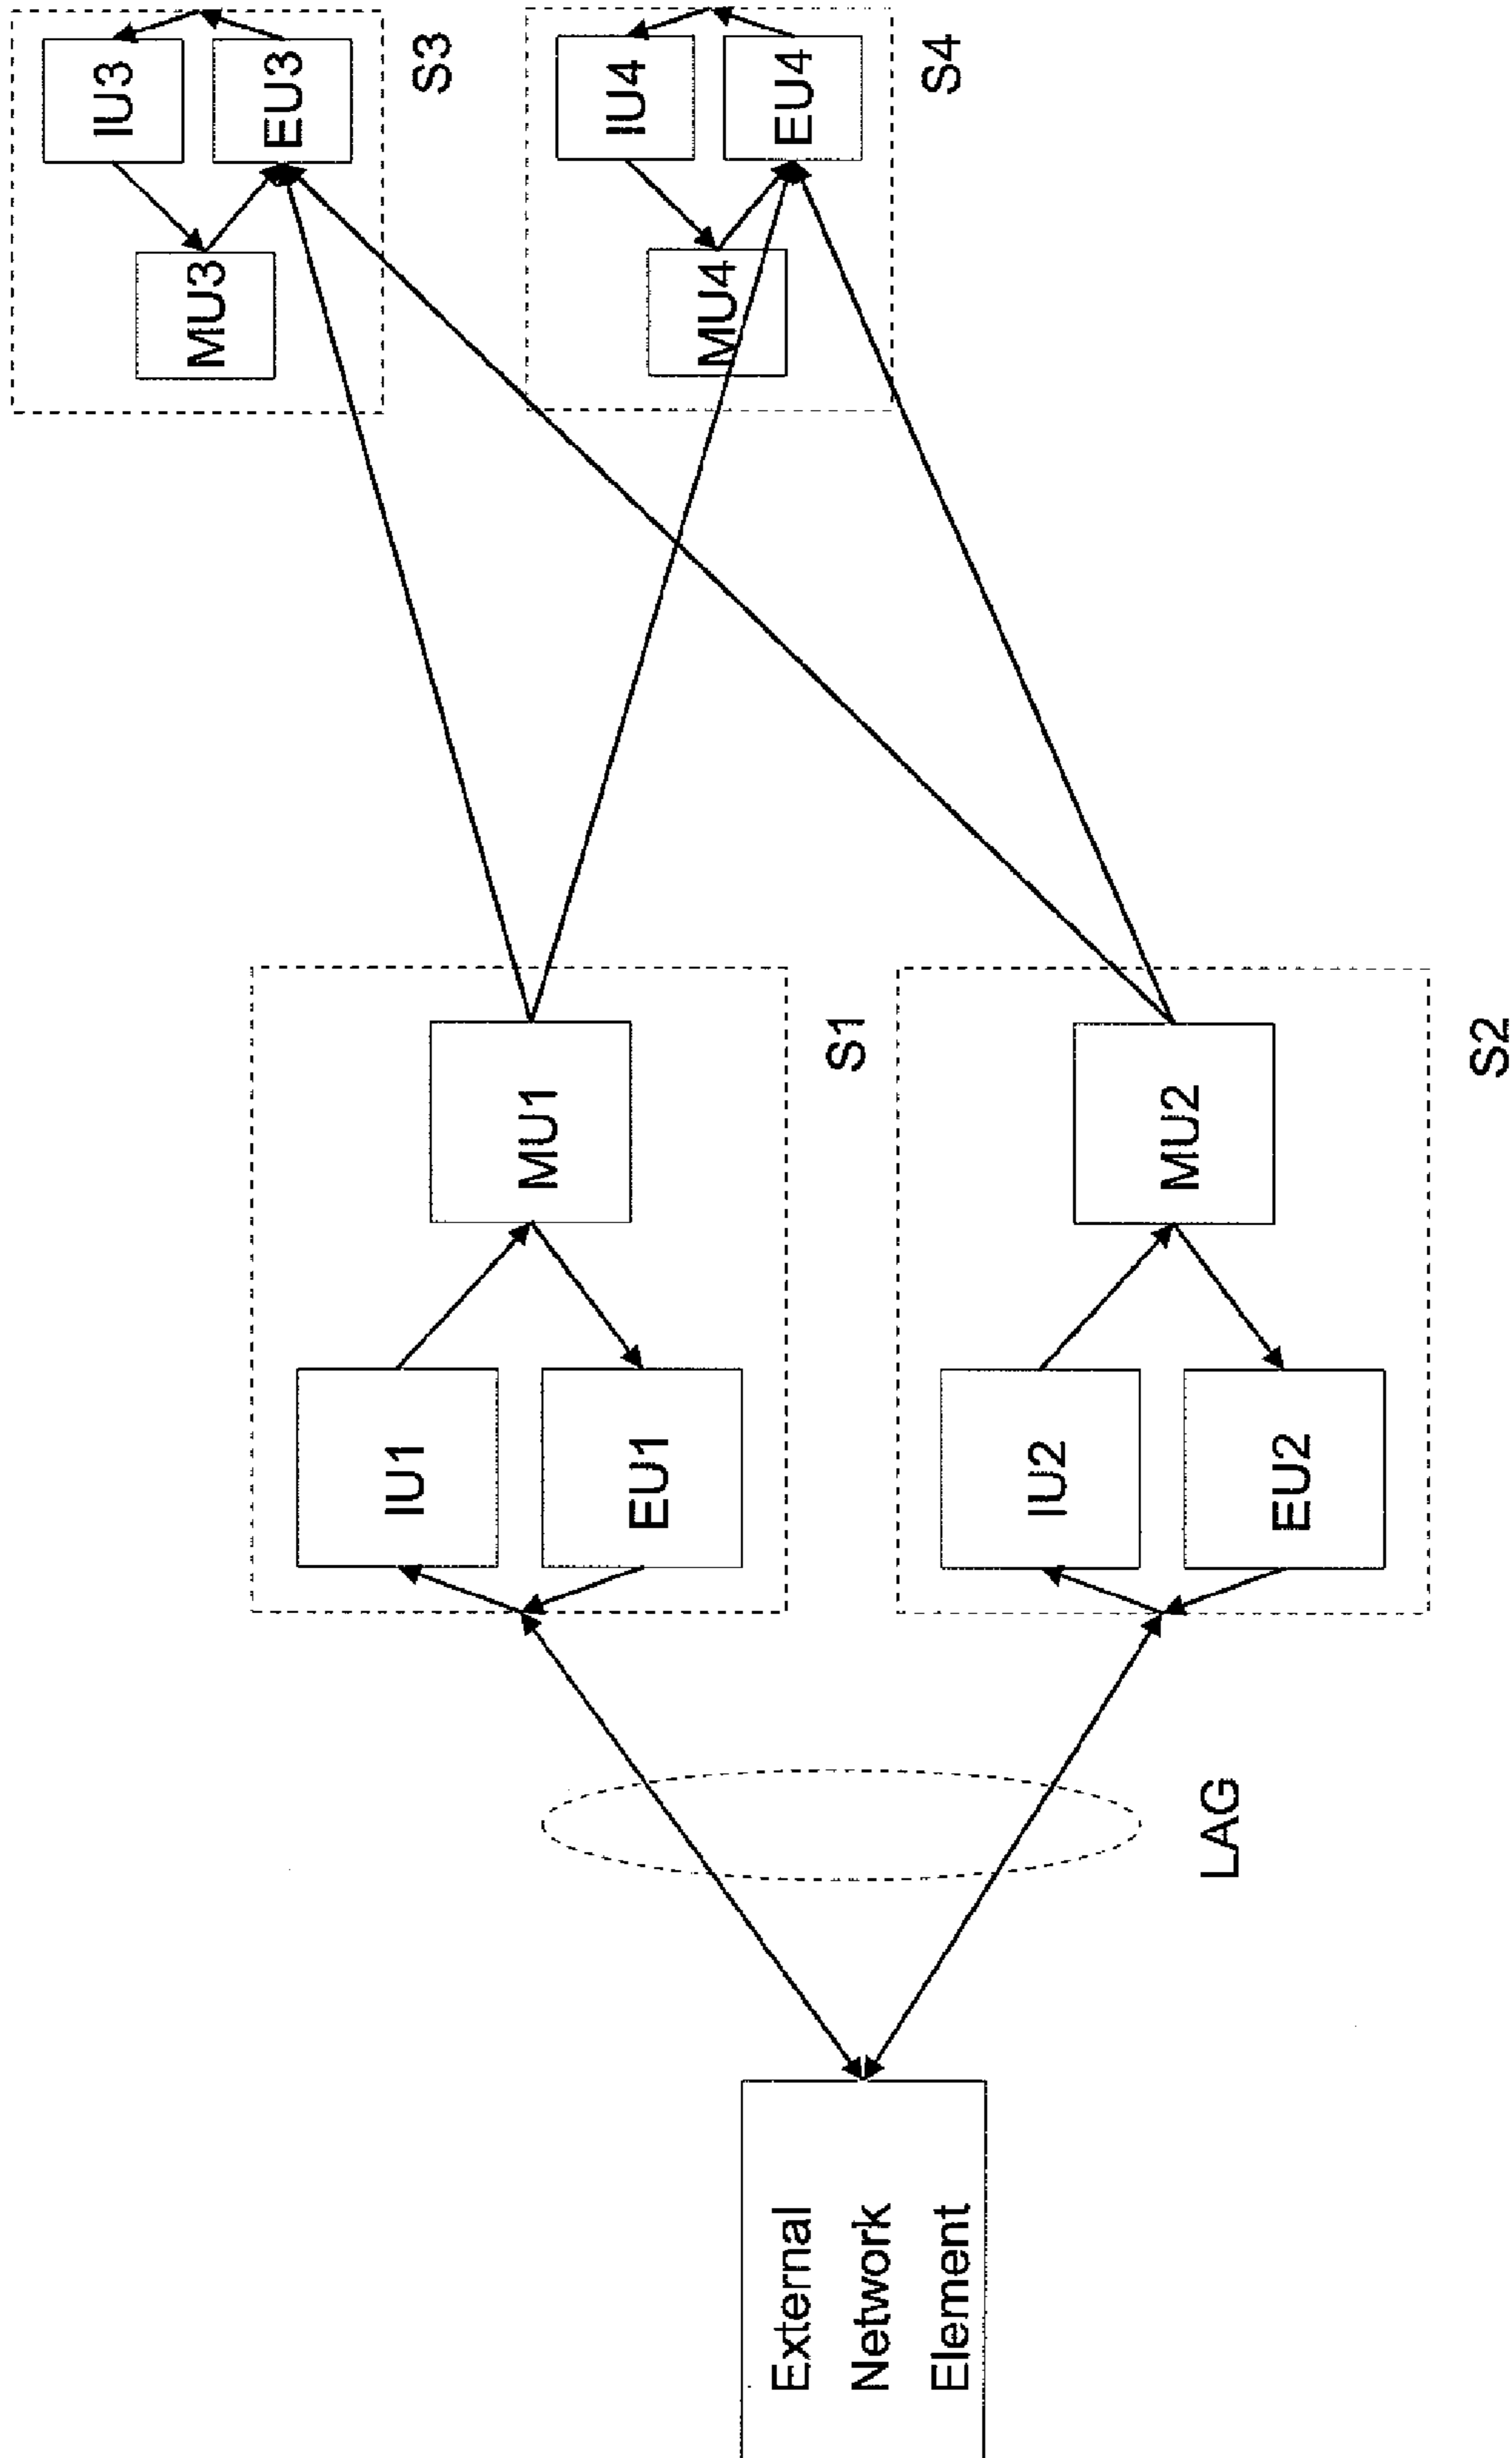 External
Network
Element
LAG
IU1
EU1
MU1
S1
IU2
EU2
MU2
S2
MU3
IU3
EU3
S3
MU4
IU4
EU4
S4